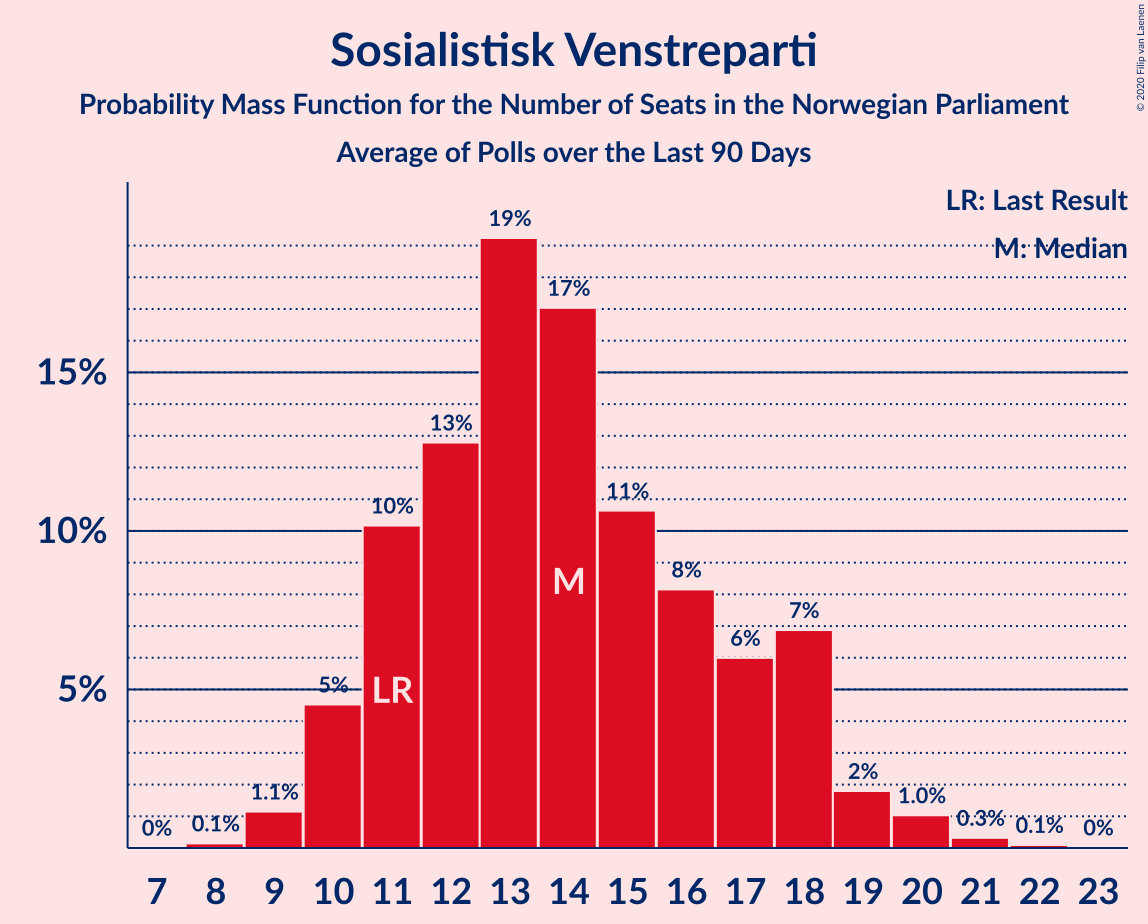 Sosialistisk Venstreparti
Probability Mass Function for the Number of Seats in the Norwegian Parliament
Average of Polls over the Last 90 Days
© 2020 Filip van Laenen
LR: Last Result
M: Median
15%
10%
5%
0%
0.1%
1.1%
5%
10%
13%
19%
17%
11%
8%
6%
7%
2%
1.0%
0.3%
0.1%
0%
LR
M
7 8 9 10 11 12 13 14 15 16 17 18 19 20 21 22 23